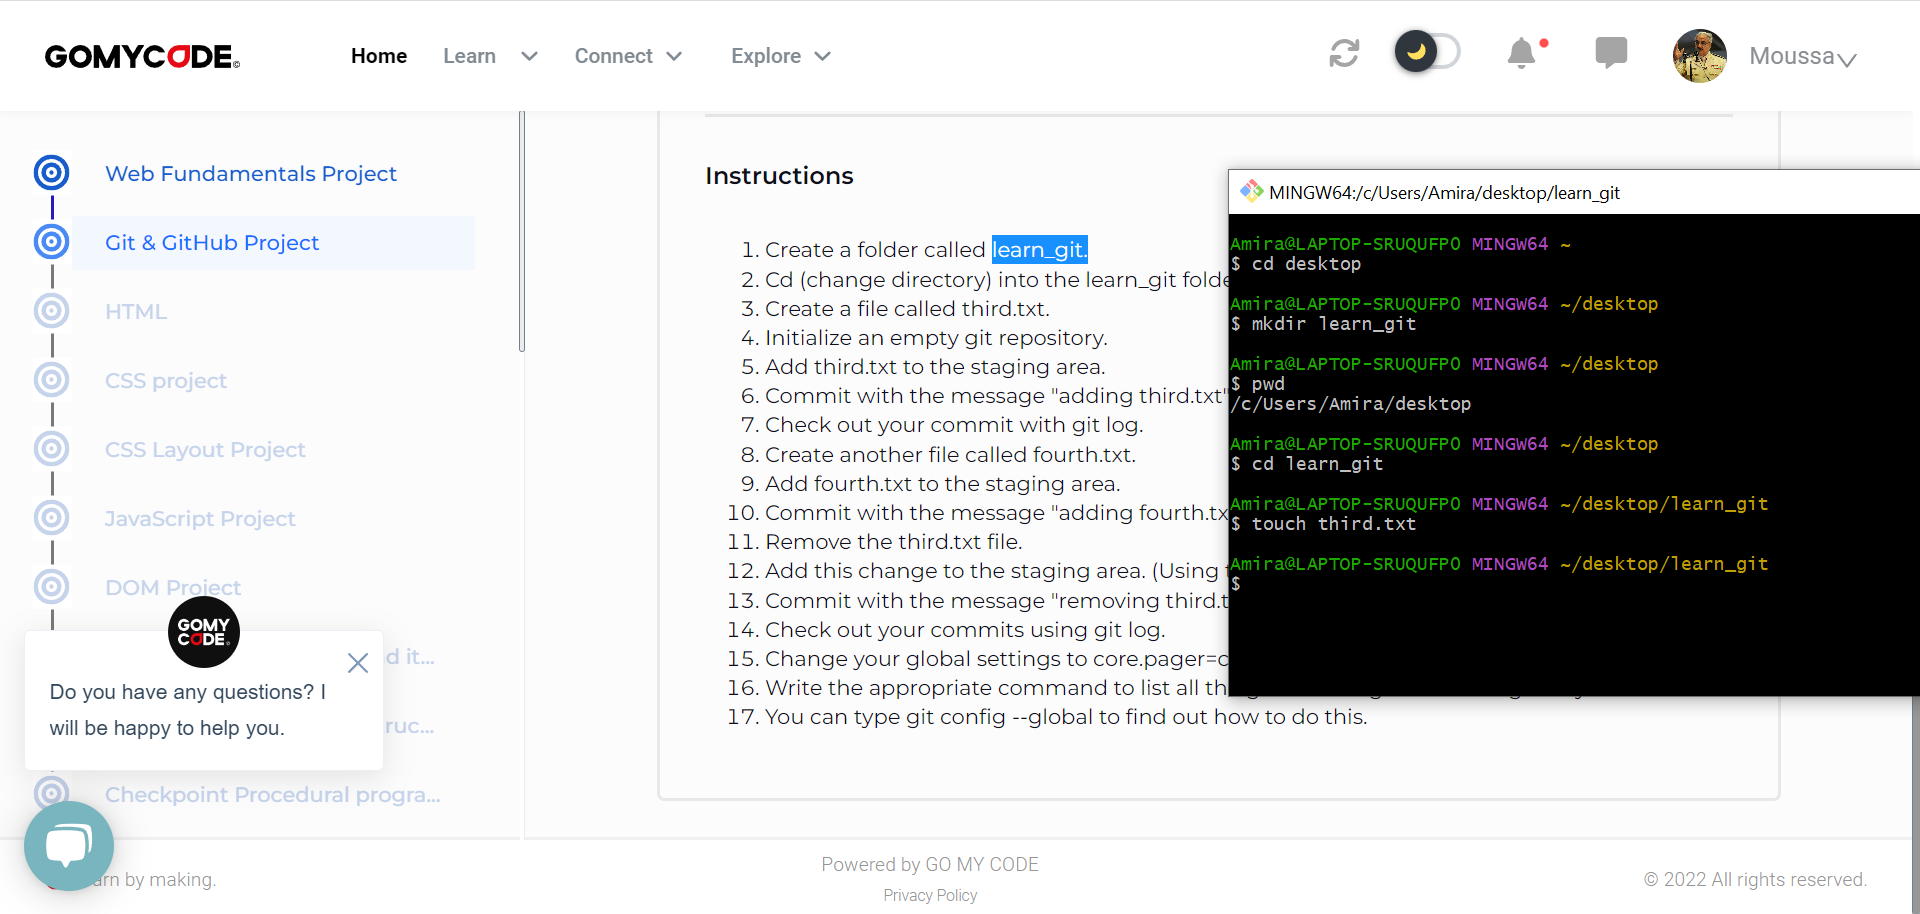 GOMYCODE
Home Learn Connect Explore Moussa
Web Fundamentals Project
Git & GitHub Project
HTML
CSS project
CSS Layout Project
JavaScript Project
DOM Project
d it...
ruc...
Checkpoint Procedural progra...
GOMY
CODE
Do you have any questions? I
will be happy to help you.
Instructions
1. Create a folder called learn_git.
2. Cd (change directory) into the learn_git folde
3. Create a file called third.txt.
4. Initialize an empty git repository.
5. Add third.txt to the staging area.
6. Commit with the message "adding third.txt"
7. Check out your commit with git log.
8. Create another file called fourth.txt.
9. Add fourth.txt to the staging area.
10. Commit with the message "adding fourth.tx
11. Remove the third.txt file.
12. Add this change to the staging area. (Using t
13. Commit with the message "removing third.t
14. Check out your commits using git log.
15. Change your global settings to core.pager=c
16. Write the appropriate command to list all th
17. You can type git config --global to find out how to do this.
MINGW64:/c/Users/Amira/desktop/learn_git
Amira@LAPTOP-SRUQUFPO MINGW64 ~
$ cd desktop
Amira@LAPTOP-SRUQUFPO MINGW64 ~/desktop
$ mkdir learn_git
Amira@LAPTOP-SRUQUFPO MINGW64 ~/desktop
$ pwd
/c/Users/Amira/desktop
Amira@LAPTOP-SRUQUFPO MINGW64 ~/desktop
$ cd learn_git
Amira@LAPTOP-SRUQUFPO MINGW64 ~/desktop/learn_git
$ touch third.txt
Amira@LAPTOP-SRUQUFPO MINGW64 ~/desktop/learn_git
$
arn by making.
Powered by GO MY CODE
Privacy Policy
© 2022 All rights reserved.